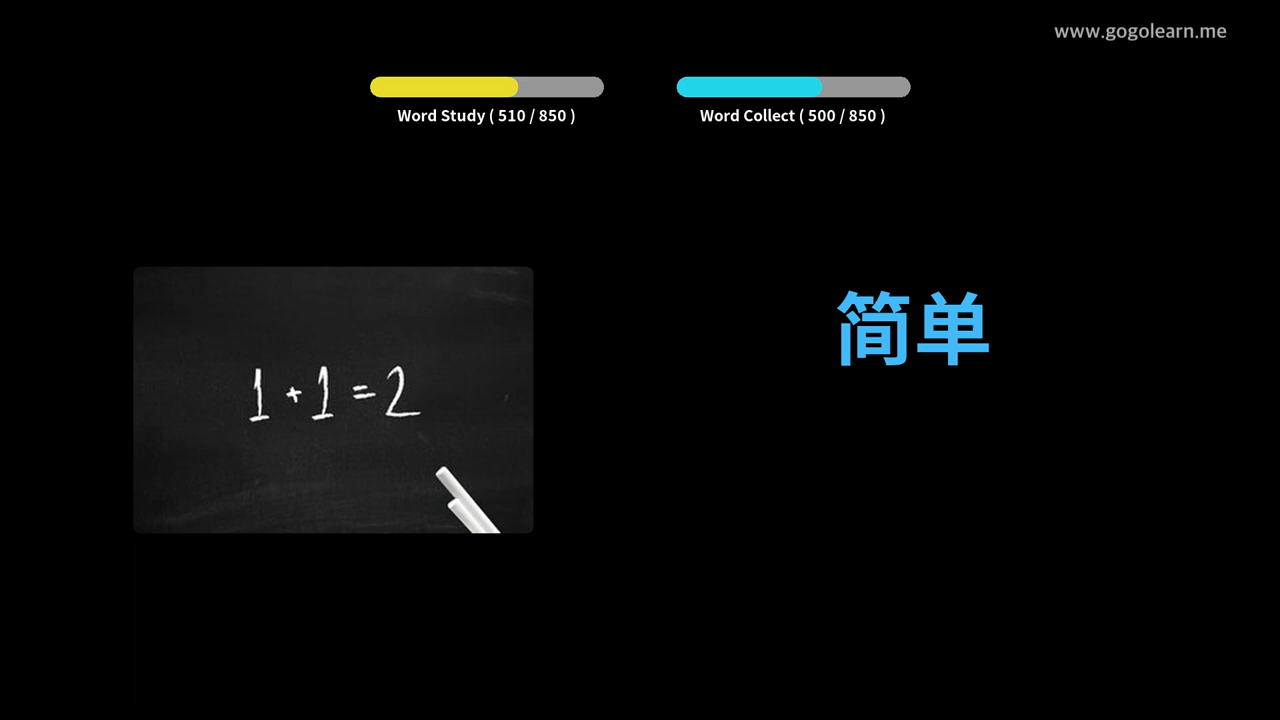 www.gogolearn.me
Word Study ( 510 / 850 )
Word Collect ( 500 / 850 )
1 + 1 = 2
简单